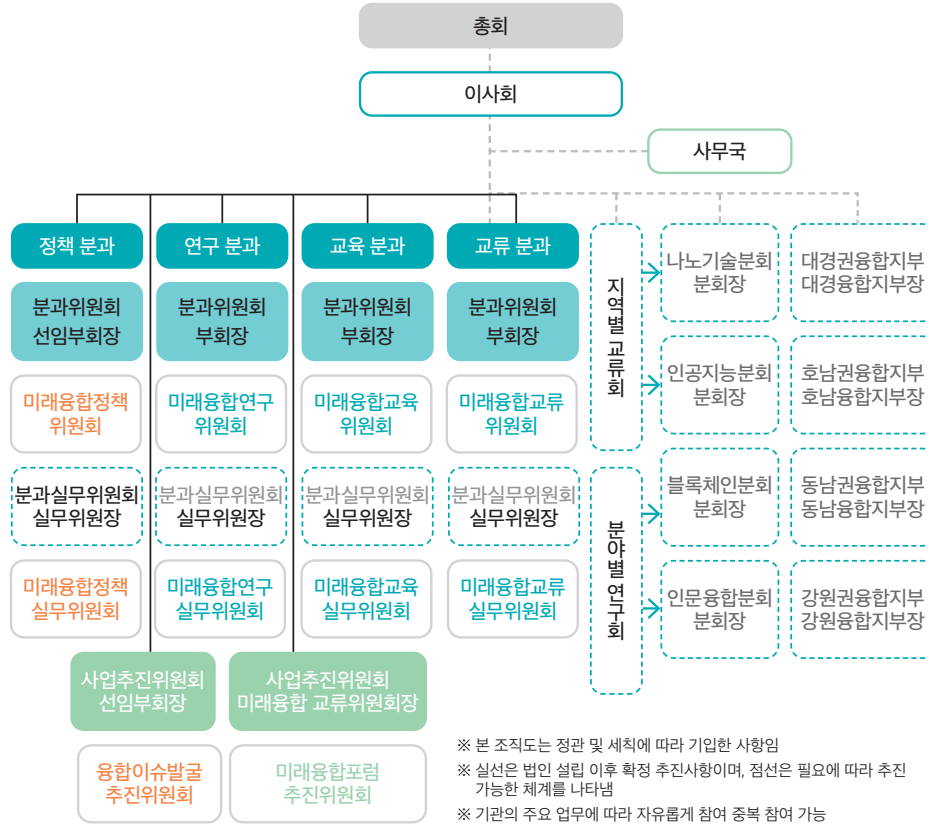 총회
이사회
사무국
정책 분과
연구 분과
교육 분과
교류 분과
분과위원회
선임부회장
분과위원회
부회장
분과위원회
부회장
분과위원회
부회장
미래융합정책
위원회
미래융합연구
위원회
미래융합교육
위원회
미래융합교류
위원회
분과실무위원회
실무위원장
분과실무위원회
실무위원장
분과실무위원회
실무위원장
분과실무위원회
실무위원장
미래융합정책
실무위원회
미래융합연구
실무위원회
미래융합교육
실무위원회
미래융합교류
실무위원회
사업추진위원회
선임부회장
사업추진위원회
미래융합 교류위원회장
융합이슈발굴
추진위원회
미래융합포럼
추진위원회
지역별 교류회
분야별 연구회
나노기술분회
분회장
대경권융합지부
대경융합지부장
인공지능분회
분회장
호남권융합지부
호남융합지부장
블록체인분회
분회장
동남권융합지부
동남융합지부장
인문융합분회
분회장
강원권융합지부
강원융합지부장
※ 본 조직도는 정관 및 세칙에 따라 기입한 사항임
※ 실선은 법인 설립 이후 확정 추진사항이며, 점선은 필요에 따라 추진
가능한 체계를 나타냄
※ 기관의 주요 업무에 따라 자유롭게 참여 중복 참여 가능